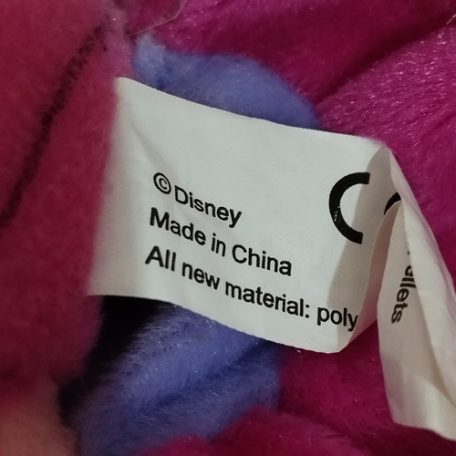 © Disney
Made in China
All new material: poly